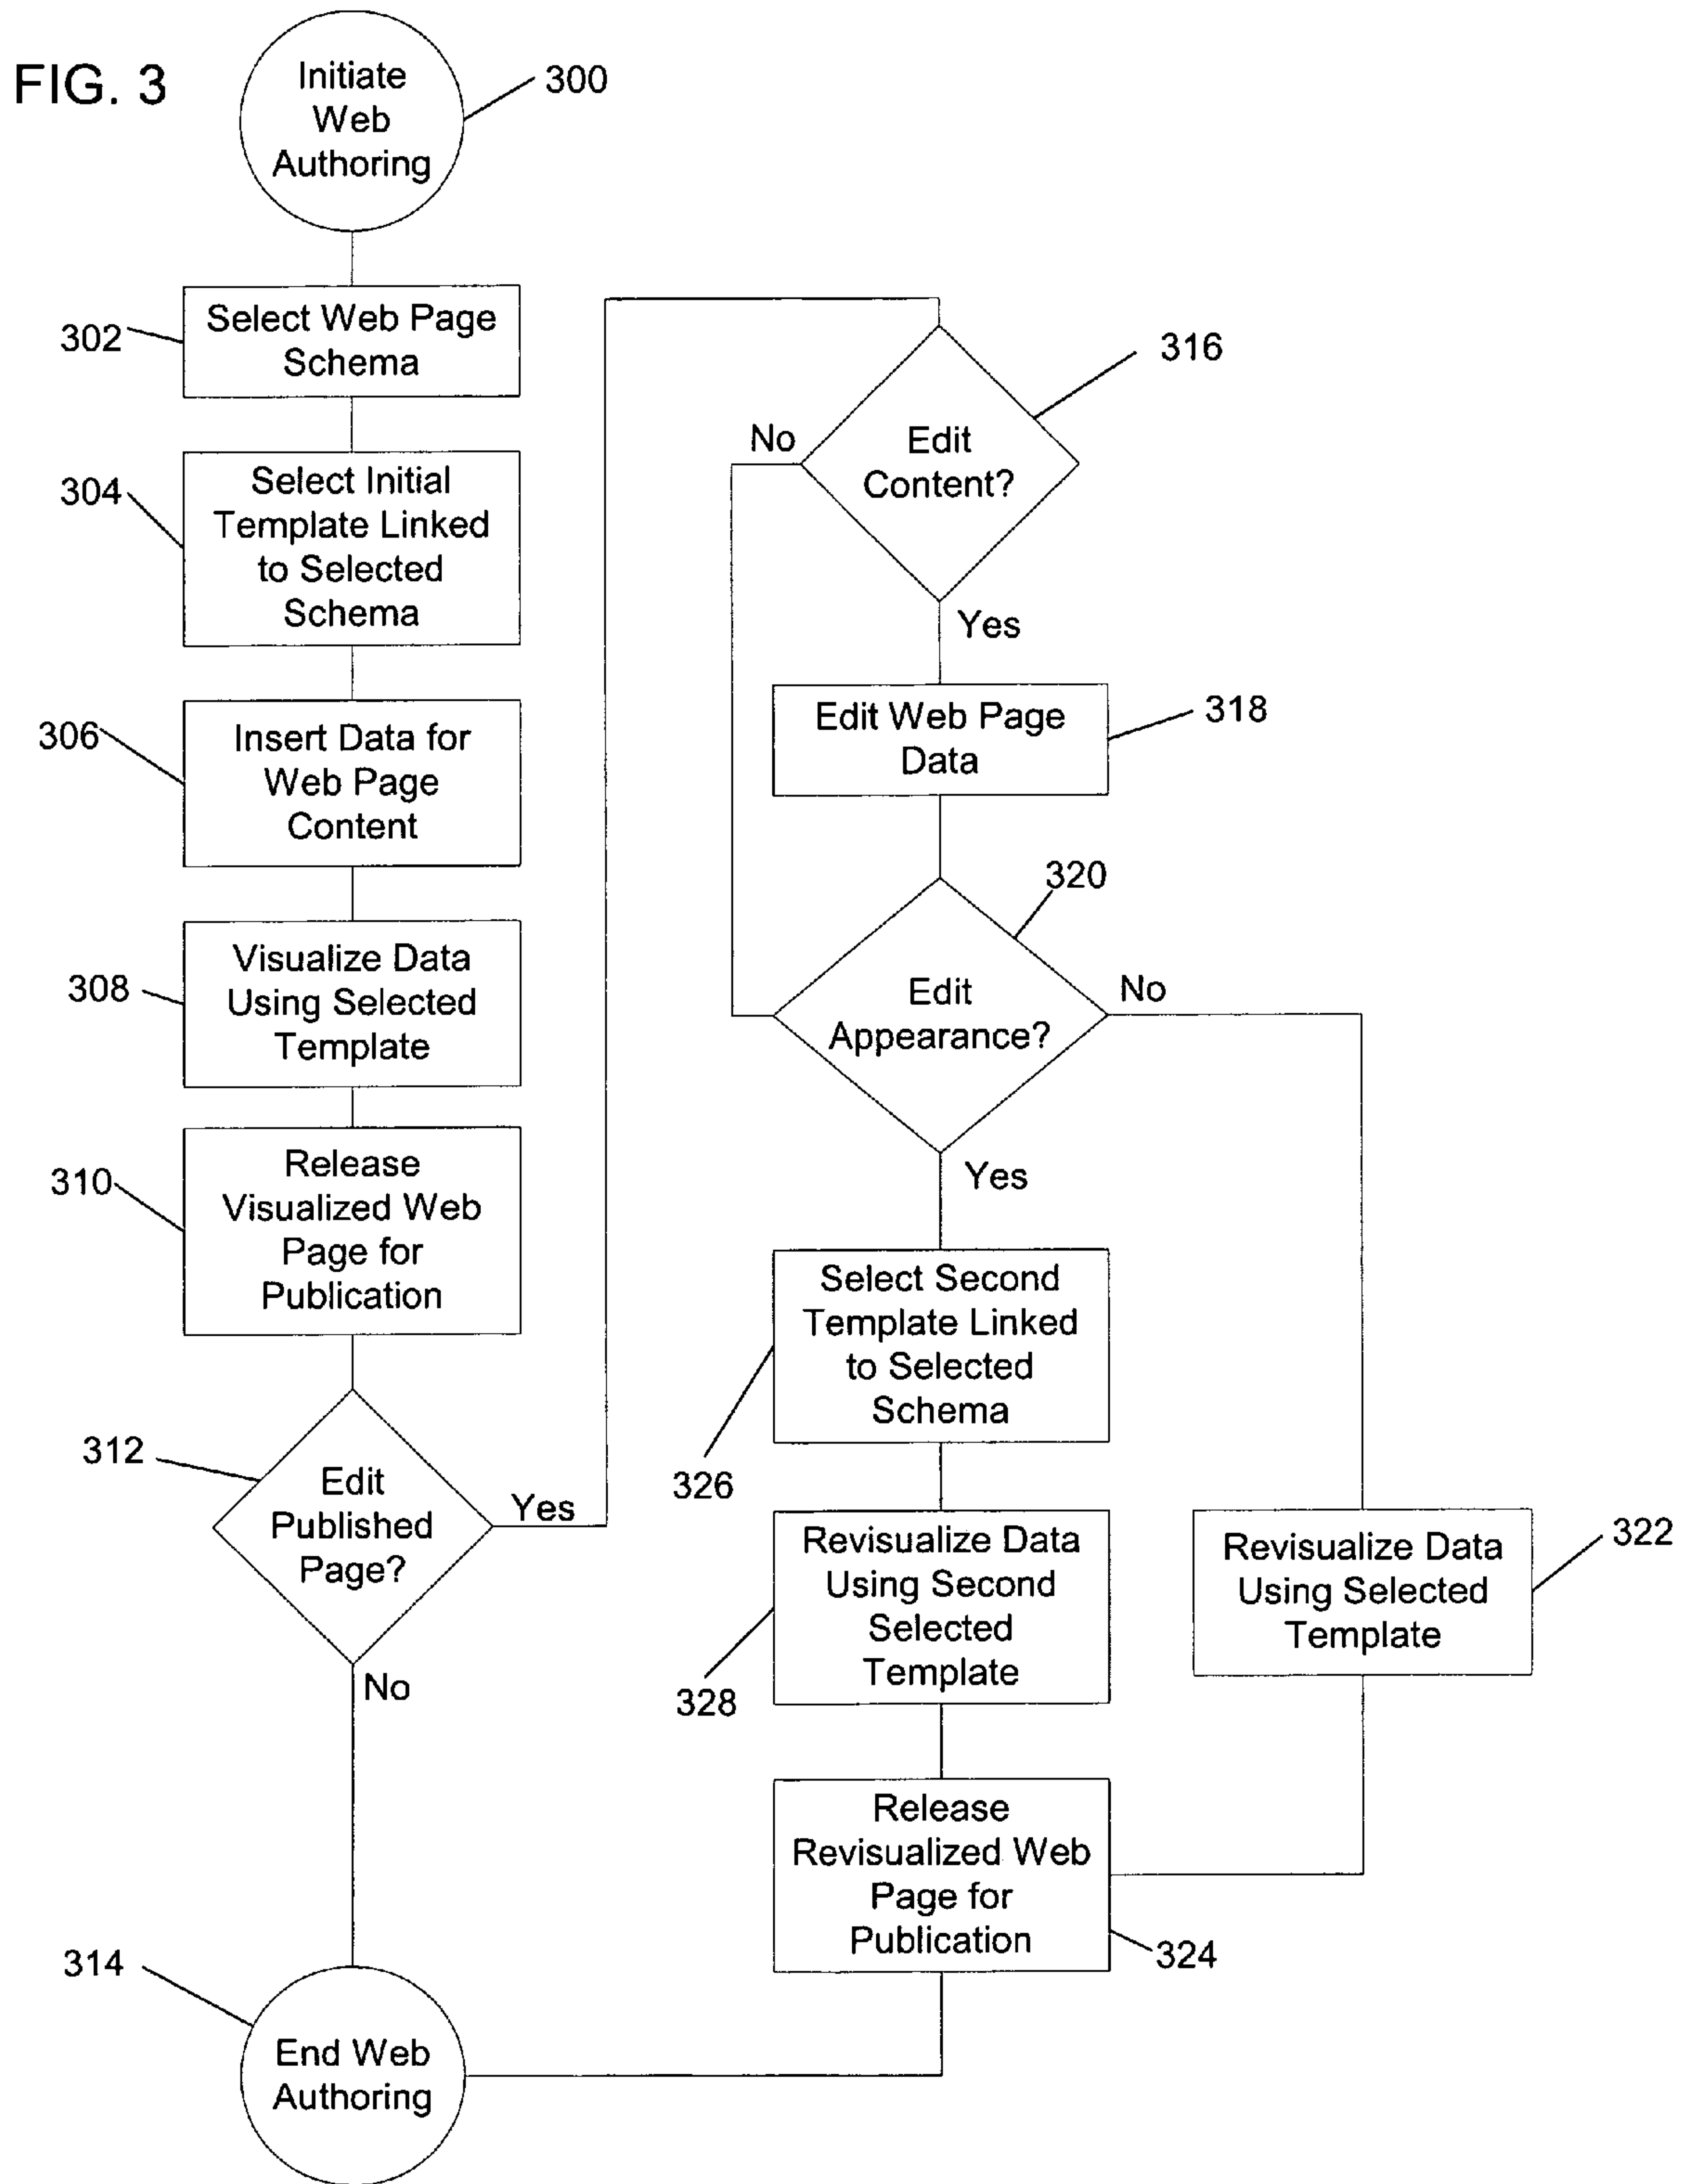 FIG. 3
Initiate
Web
Authoring
300
302
Select Web Page
Schema
304
Select Initial
Template Linked
to Selected
Schema
306
Insert Data for
Web Page
Content
308
Visualize Data
Using Selected
Template
310
Release
Visualized Web
Page for
Publication
312
Edit
Published
Page?
Yes
No
314
End Web
Authoring
316
Edit
Content?
No
Yes
318
Edit Web Page
Data
320
Edit
Appearance?
No
Yes
Select Second
Template Linked
to Selected
Schema
326
Revisualize Data
Using Second
Selected
Template
328
322
Revisualize Data
Using Selected
Template
Release
Revisualized Web
Page for
Publication
324